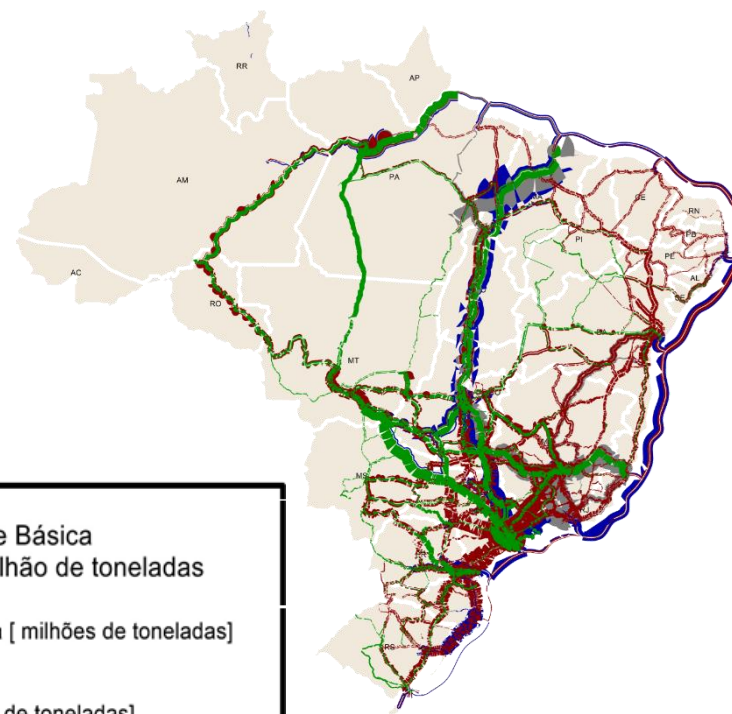 RR
AP
AM
PA
CE
RN
PB
PI
PE
AC
AL
SE
RO
BA
MT
MS
e Básica
lhão de toneladas
[ milhões de toneladas]
RS
de toneladas]